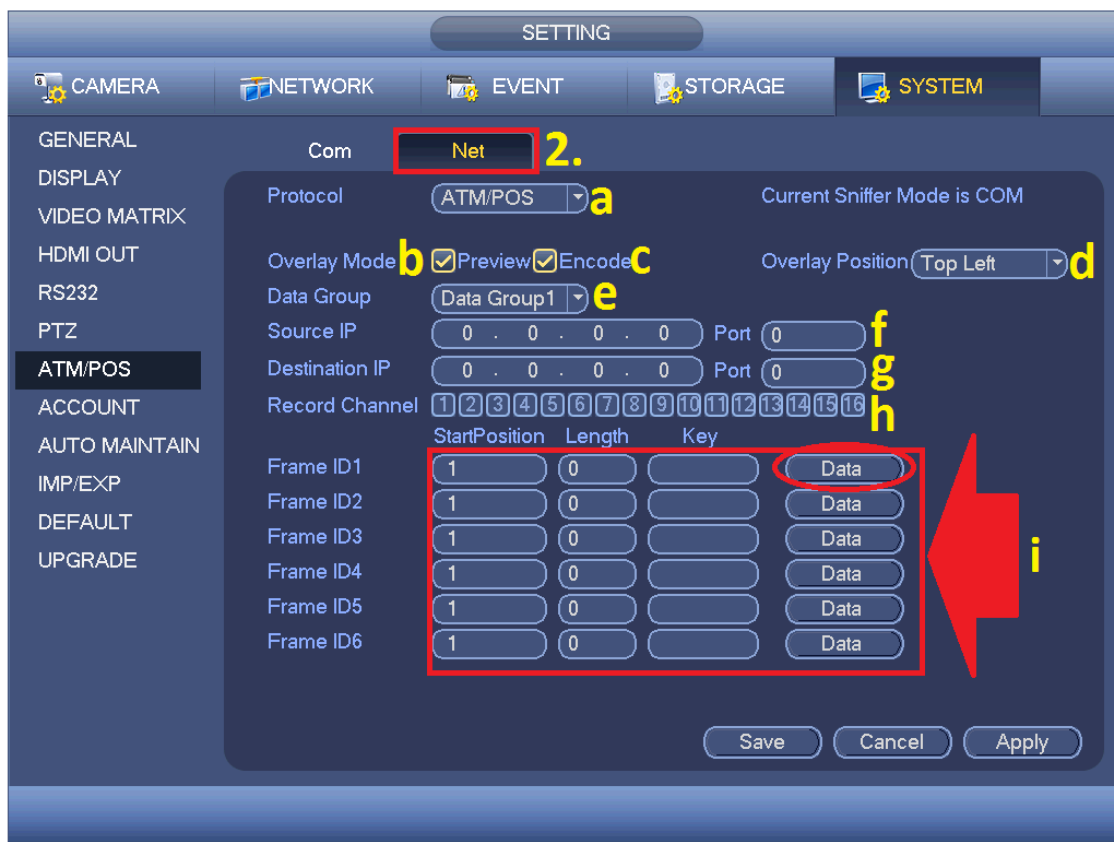 SETTING
CAMERA NETWORK EVENT STORAGE SYSTEM
GENERAL
DISPLAY
VIDEO MATRIX
HDMI OUT
RS232
PTZ
ATM/POS
ACCOUNT
AUTO MAINTAIN
IMP/EXP
DEFAULT
UPGRADE
Com Net 2.
Protocol ATM/POS a Current Sniffer Mode is COM
Overlay Mode b Preview Encode c Overlay Position Top Left d
Data Group Data Group1 e
Source IP 0 . 0 . 0 . 0 Port 0 f
Destination IP 0 . 0 . 0 . 0 Port 0 g
Record Channel 1 2 3 4 5 6 7 8 9 10 11 12 13 14 15 16 h
StartPosition Length Key
Frame ID1 1 0 Data
Frame ID2 1 0 Data
Frame ID3 1 0 Data
Frame ID4 1 0 Data
i
Frame ID5 1 0 Data
Frame ID6 1 0 Data
Save Cancel Apply